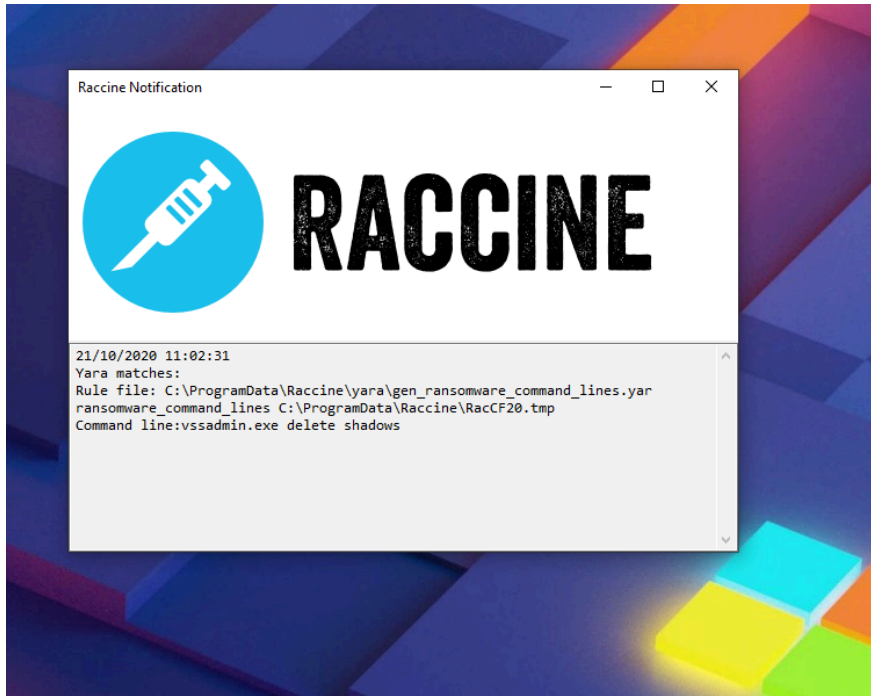 Raccine Notification
RACCINE
21/10/2020 11:02:31
Yara matches:
Rule file: C:\ProgramData\Raccine\yara\gen_ransomware_command_lines.yar
ransomware_command_lines C:\ProgramData\Raccine\RacCF20.tmp
Command line:vssadmin.exe delete shadows